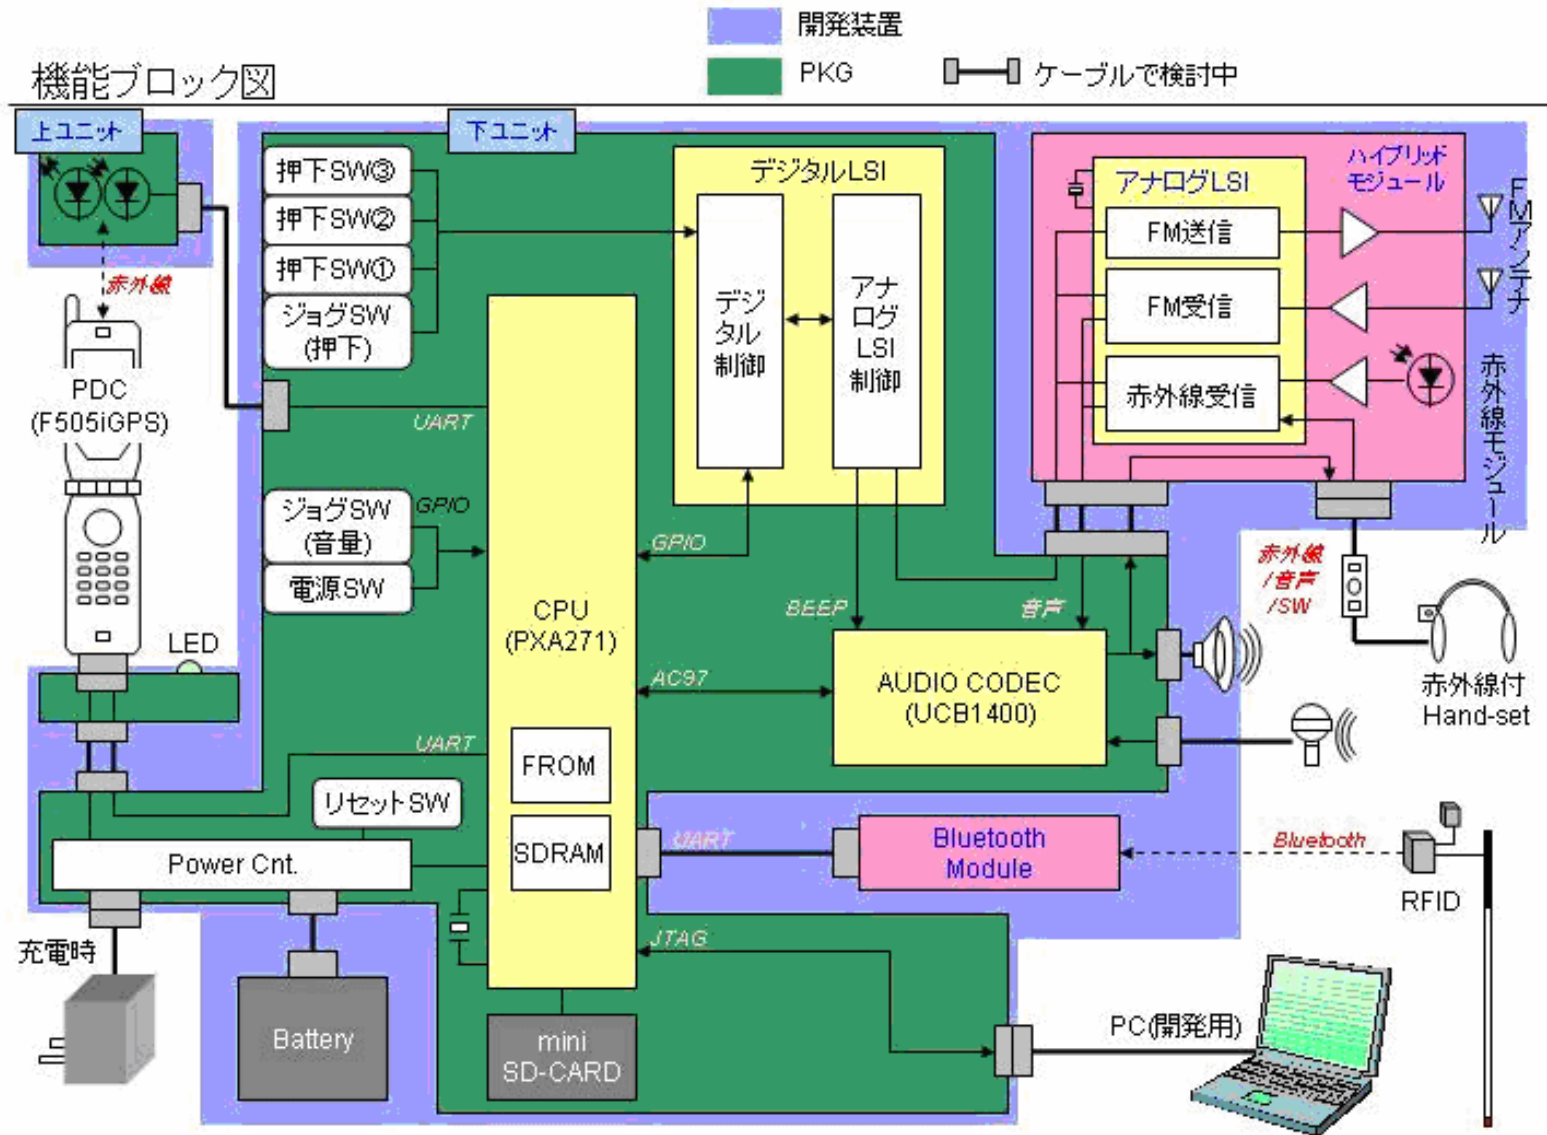 開発装置
PKG
ケーブルで検討中
機能ブロック図
上ユニット
下ユニット
押下SW③
押下SW②
押下SW①
ジョグSW
(押下)
デジタルLSI
デジ
タル
制御
アナ
ログ
LSI
制御
ハイブリッド
モジュール
アナログLSI
FM送信
FM受信
赤外線受信
FMアンテナ
赤外線モジュール
赤外線
PDC
(F505iGPS)
UART
ジョグSW
(音量)
GPIO
電源SW
GPIO
CPU
(PXA271)
BEEP
音声
赤外線
/音声
/SW
LED
AC97
AUDIO CODEC
(UCB1400)
赤外線付
Hand-set
UART
FROM
リセットSW
SDRAM
UART
Bluetooth
Module
Bluetooth
RFID
Power Cnt.
充電時
JTAG
Battery
mini
SD-CARD
PC(開発用)